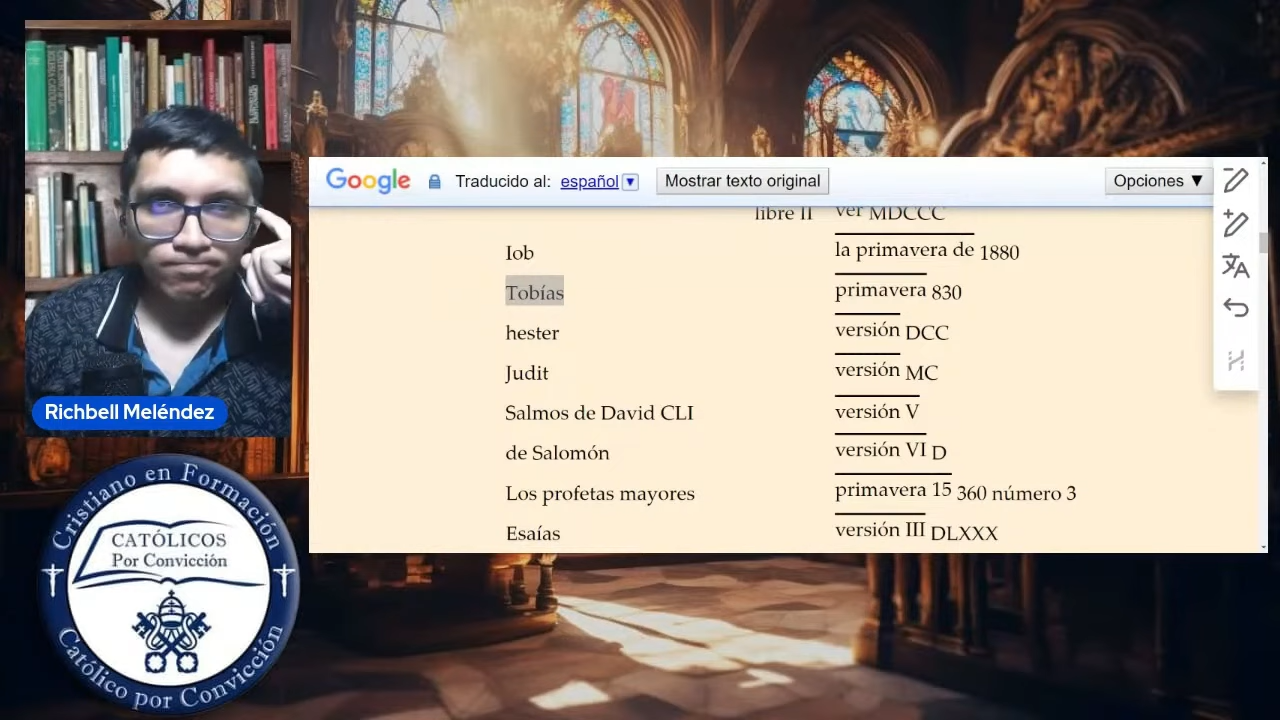 Google Traducido al: español ▼ Mostrar texto original Opciones ▼
libre II ver MDCCC
Iob la primavera de 1880
Tobías primavera 830
hester versión DCC
Judit versión MC
Salmos de David CLI versión V
de Salomón versión VI D
Los profetas mayores primavera 15 360 número 3
Esaías versión III DLXXX
Richbell Meléndez
Cristiano en Formación
CATÓLICOS
Por Convicción
Católico por Convicción